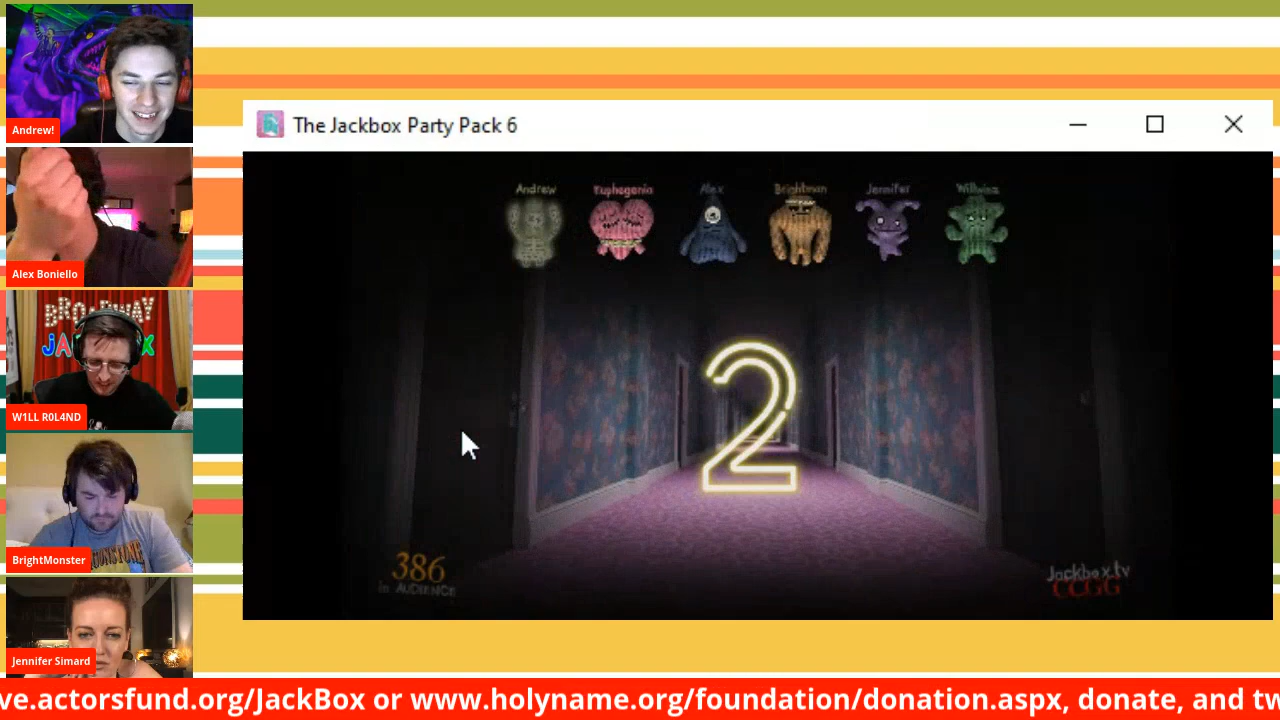 Andrew!
Alex Boniello
BROADWAY
W1LL R0L4ND
BrightMonster
Jennifer Simard
The Jackbox Party Pack 6
Andrew
Euphegenia
Alex
Brightman
Jennifer
2
386
in AUDIENCE
Jackbox.tv
CCGG
ve.actorsfund.org/JackBox or www.holyname.org/foundation/donation.aspx, donate, and tw